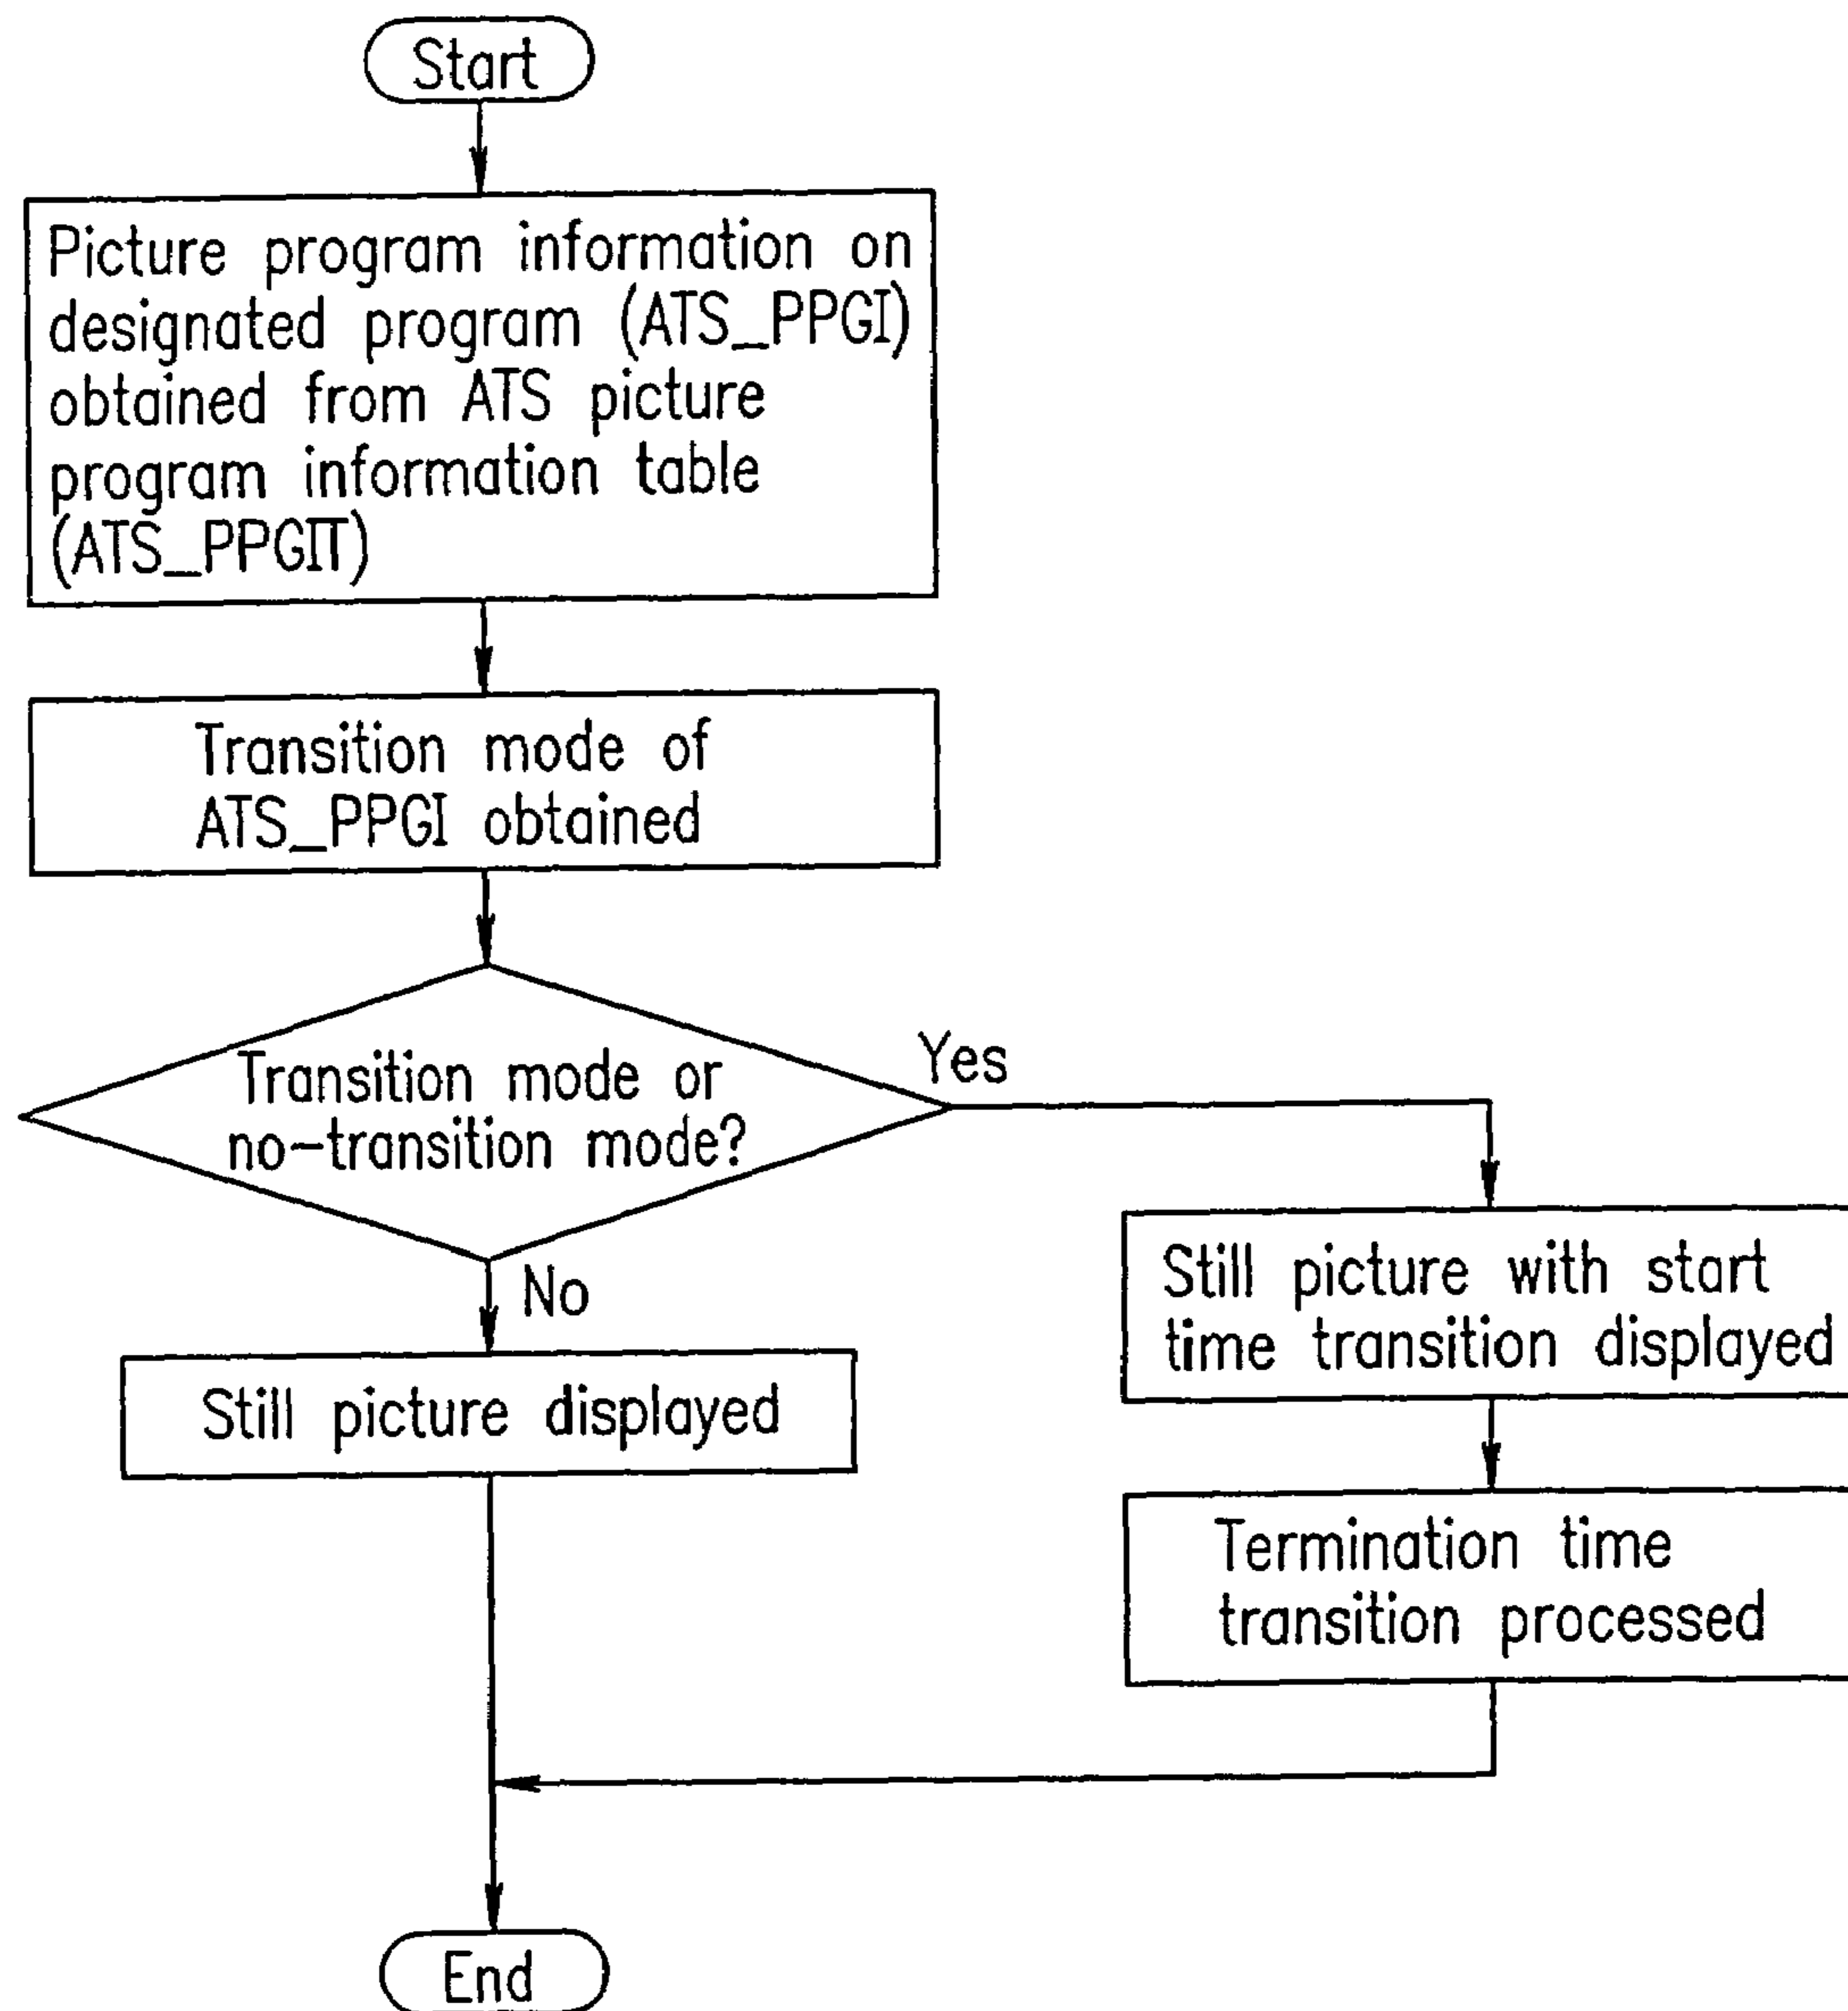 Start
Picture program information on
designated program (ATS_PPGI)
obtained from ATS picture
program information table
(ATS_PPGIT)
Transition mode of
ATS_PPGI obtained
Transition mode or
no-transition mode?
Yes
No
Still picture with start
time transition displayed
Still picture displayed
Termination time
transition processed
End